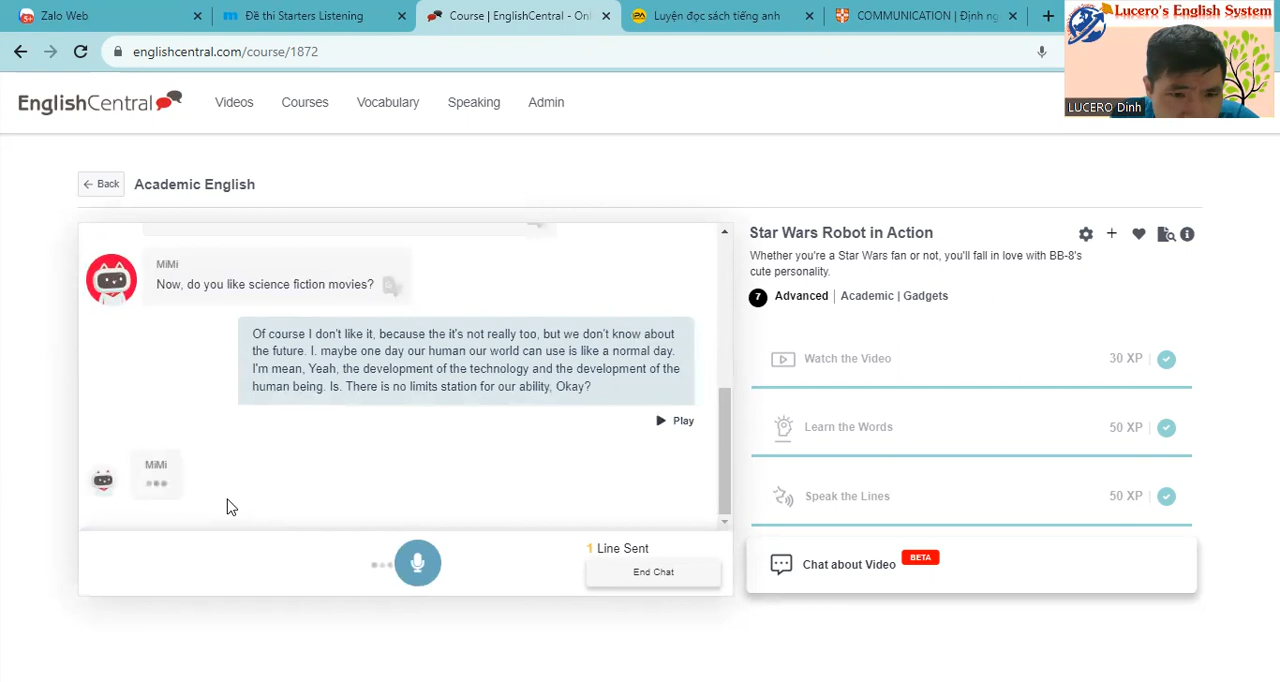 Zalo Web
Đề thi Starters Listening
Course | EnglishCentral - Onli
Luyện đọc sách tiếng anh
COMMUNICATION | Định ng
Lucero's English System
englishcentral.com/course/1872
LUCERO Dinh
EnglishCentral
Videos
Courses
Vocabulary
Speaking
Admin
Back
Academic English
MiMi
Now, do you like science fiction movies?
Of course I don't like it, because the it's not really too, but we don't know about
the future. I. maybe one day our human our world can use is like a normal day.
I'm mean, Yeah, the development of the technology and the development of the
human being. Is. There is no limits station for our ability, Okay?
Play
MiMi
1 Line Sent
End Chat
Star Wars Robot in Action
Whether you're a Star Wars fan or not, you'll fall in love with BB-8's
cute personality.
7 Advanced | Academic | Gadgets
Watch the Video 30 XP
Learn the Words 50 XP
Speak the Lines 50 XP
Chat about Video BETA